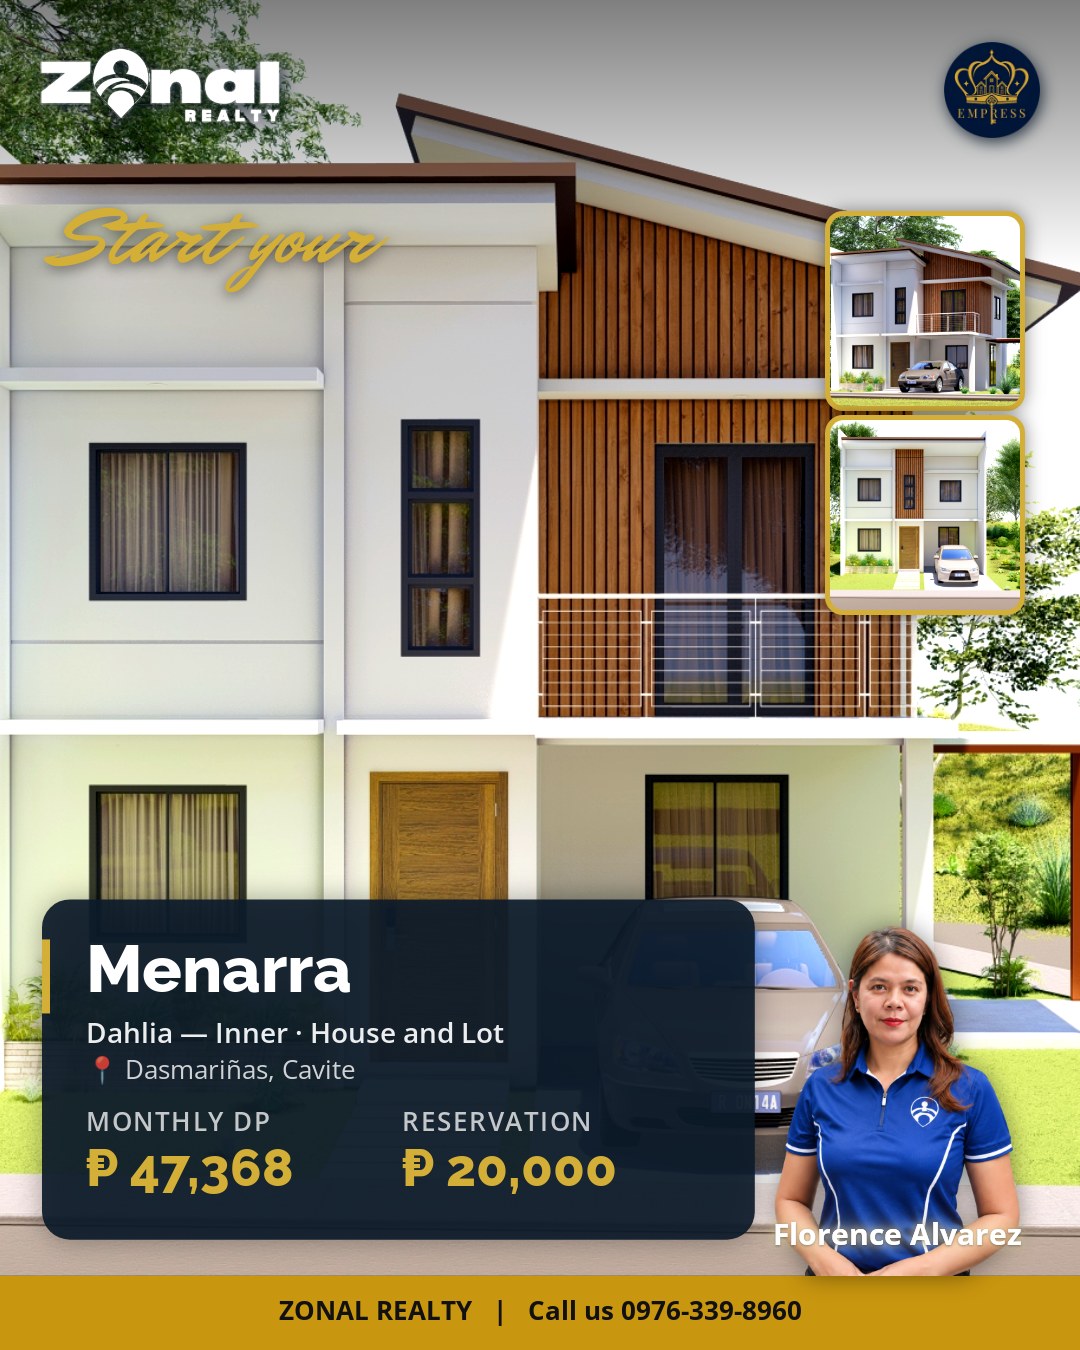 Zonal
REALTY
EMPRESS
Start your
Menarra
Dahlia — Inner · House and Lot
📍 Dasmariñas, Cavite
MONTHLY DP
RESERVATION
₱ 47,368
₱ 20,000
Florence Alvarez
ZONAL REALTY | Call us 0976-339-8960